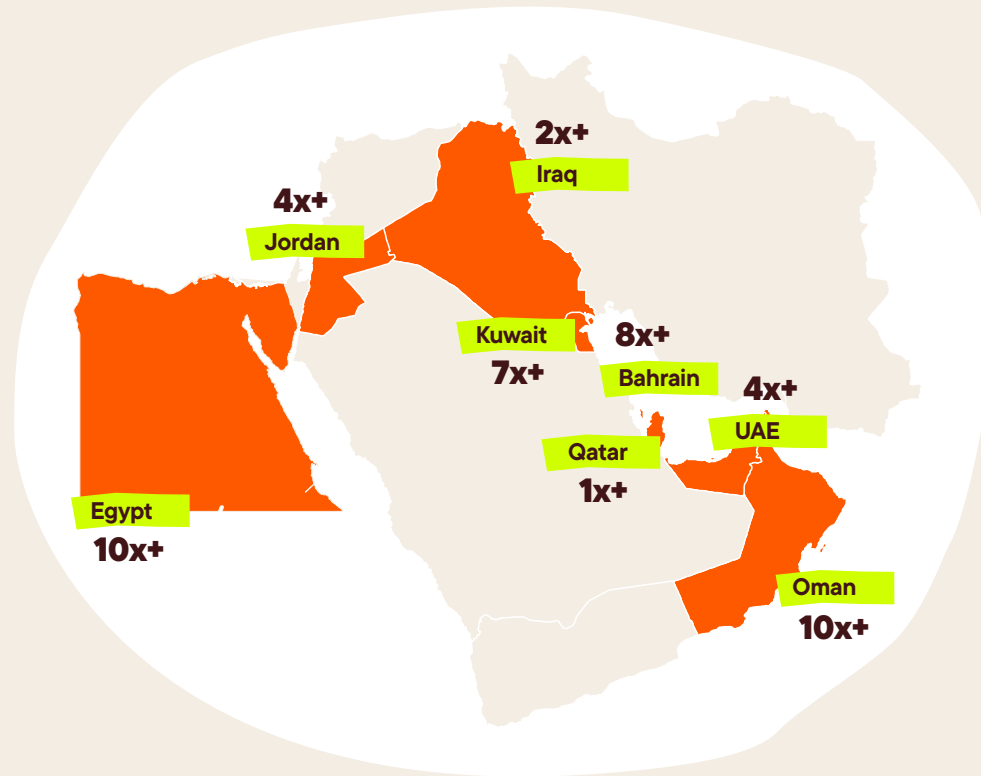 2x+
Iraq
4x+
Jordan
Kuwait
7x+
8x+
Bahrain
4x+
UAE
Qatar
1x+
Egypt
10x+
Oman
10x+